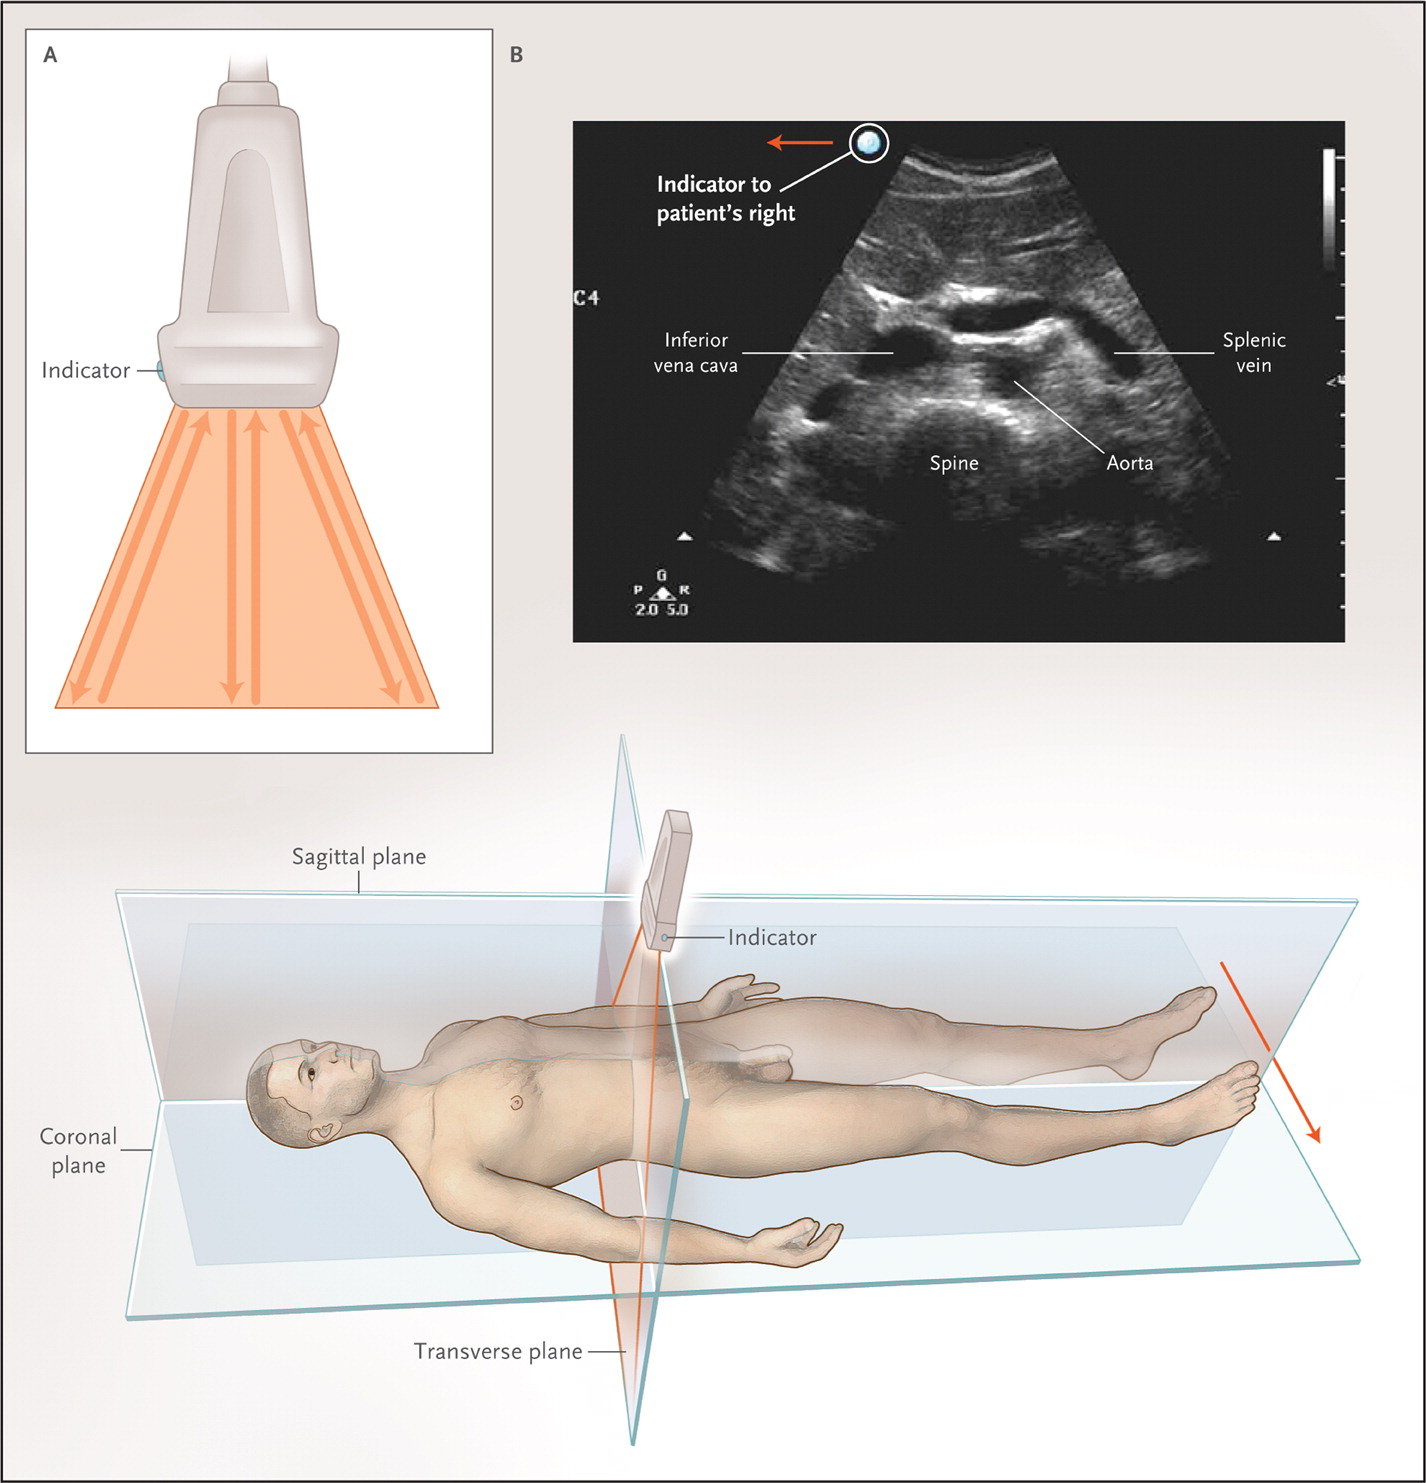 A
Indicator
B
Indicator to
patient's right
C4
Inferior
vena cava
Splenic
vein
Spine
Aorta
G
P R
2.0 5.0
Sagittal plane
Indicator
Coronal
plane
Transverse plane